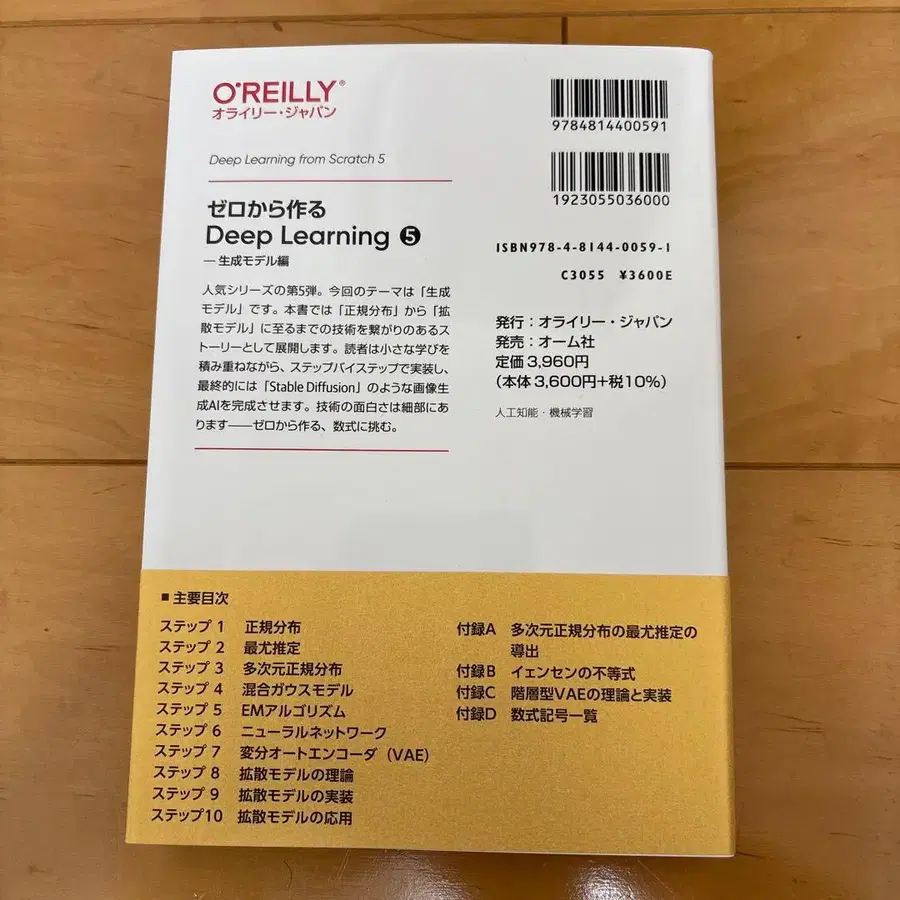 O'REILLY®
オライリー・ジャパン
Deep Learning from Scratch 5
ゼロから作る
Deep Learning ❺
― 生成モデル編
人気シリーズの第5弾。今回のテーマは「生成
モデル」です。本書では「正規分布」から「拡
散モデル」に至るまでの技術を繋がりのあるス
トーリーとして展開します。読者は小さな学びを
積み重ねながら、ステップバイステップで実装し、
最終的には「Stable Diffusion」のような画像生
成AIを完成させます。技術の面白さは細部にあ
ります――ゼロから作る、数式に挑む。
9784814400591
1923055036000
ISBN978-4-8144-0059-1
C3055 ¥3600E
発行：オライリー・ジャパン
発売：オーム社
定価3,960円
（本体3,600円＋税10%）
人工知能・機械学習
■ 主要目次
ステップ 1 正規分布
ステップ 2 最尤推定
ステップ 3 多次元正規分布
ステップ 4 混合ガウスモデル
ステップ 5 EMアルゴリズム
ステップ 6 ニューラルネットワーク
ステップ 7 変分オートエンコーダ（VAE）
ステップ 8 拡散モデルの理論
ステップ 9 拡散モデルの実装
ステップ10 拡散モデルの応用
付録A 多次元正規分布の最尤推定の
導出
付録B イェンセンの不等式
付録C 階層型VAEの理論と実装
付録D 数式記号一覧